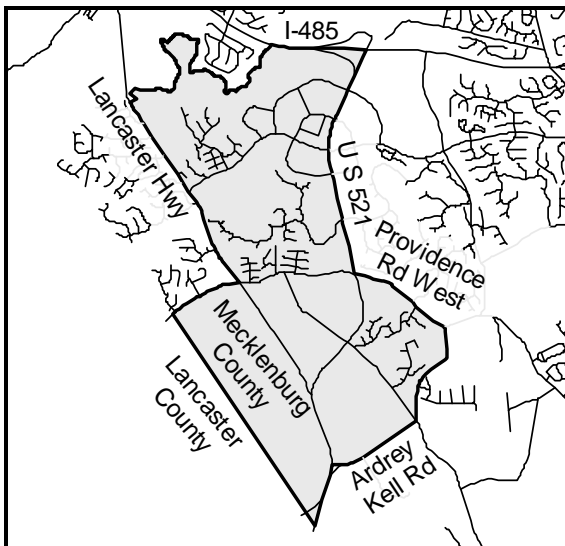 I-485
Lancaster Hwy
U S 521
Providence
Rd West
Mecklenburg
County
Lancaster
County
Ardrey
Kell Rd